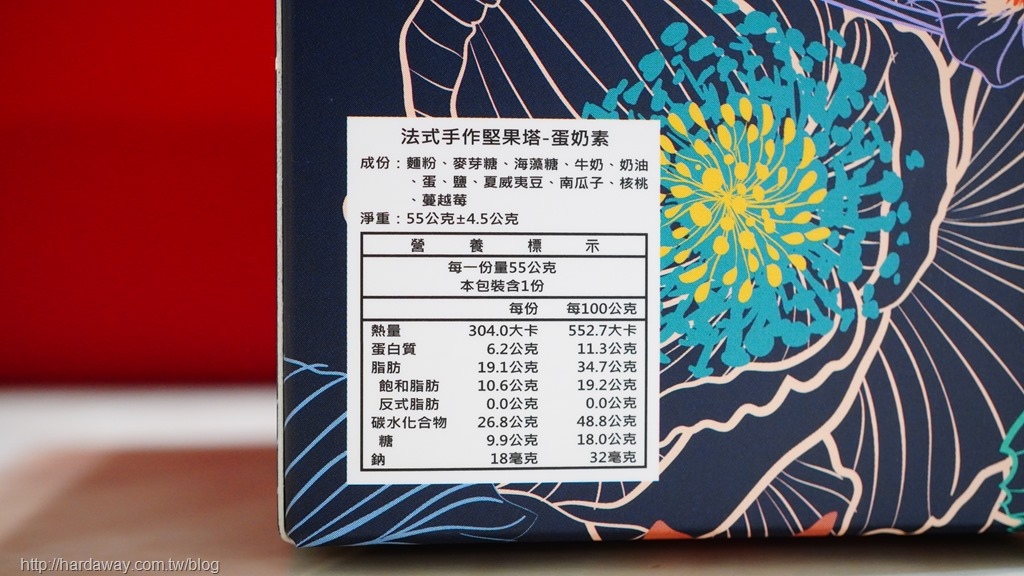 法式手作堅果塔-蛋奶素
成份：麵粉、麥芽糖、海藻糖、牛奶、奶油
、蛋、鹽、夏威夷豆、南瓜子、核桃
、蔓越莓
淨重：55公克±4.5公克
營養標示
每一份量55公克
本包裝含1份
每份 每100公克
熱量 304.0大卡 552.7大卡
蛋白質 6.2公克 11.3公克
脂肪 19.1公克 34.7公克
飽和脂肪 10.6公克 19.2公克
反式脂肪 0.0公克 0.0公克
碳水化合物 26.8公克 48.8公克
糖 9.9公克 18.0公克
鈉 18毫克 32毫克
http://hardaway.com.tw/blog